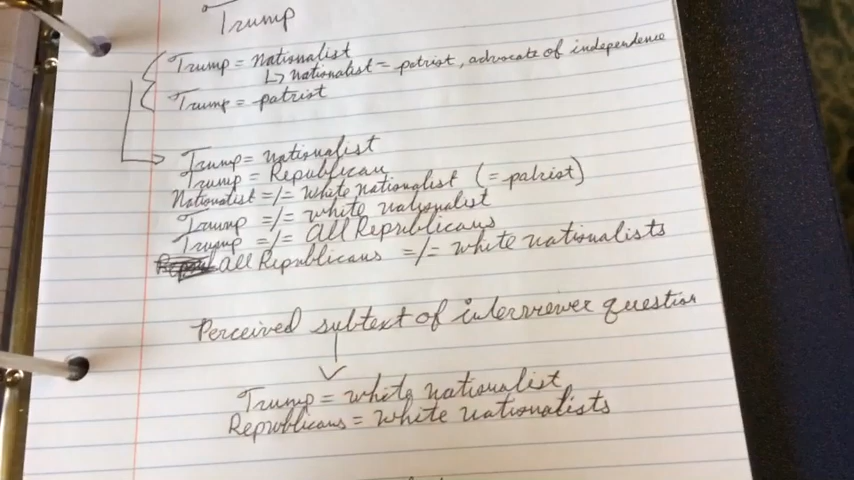 Trump
Trump = nationalist
↳ nationalist = patriot, advocate of independence
Trump = patriot
Trump = nationalist
Trump = Republican
Nationalist =/= white nationalist (= patriot)
Trump =/= white nationalist
Trump =/= All Republicans
All Republicans =/= white nationalists
Perceived subtext of interviewer question
Trump = white nationalist
Republicans = white nationalists